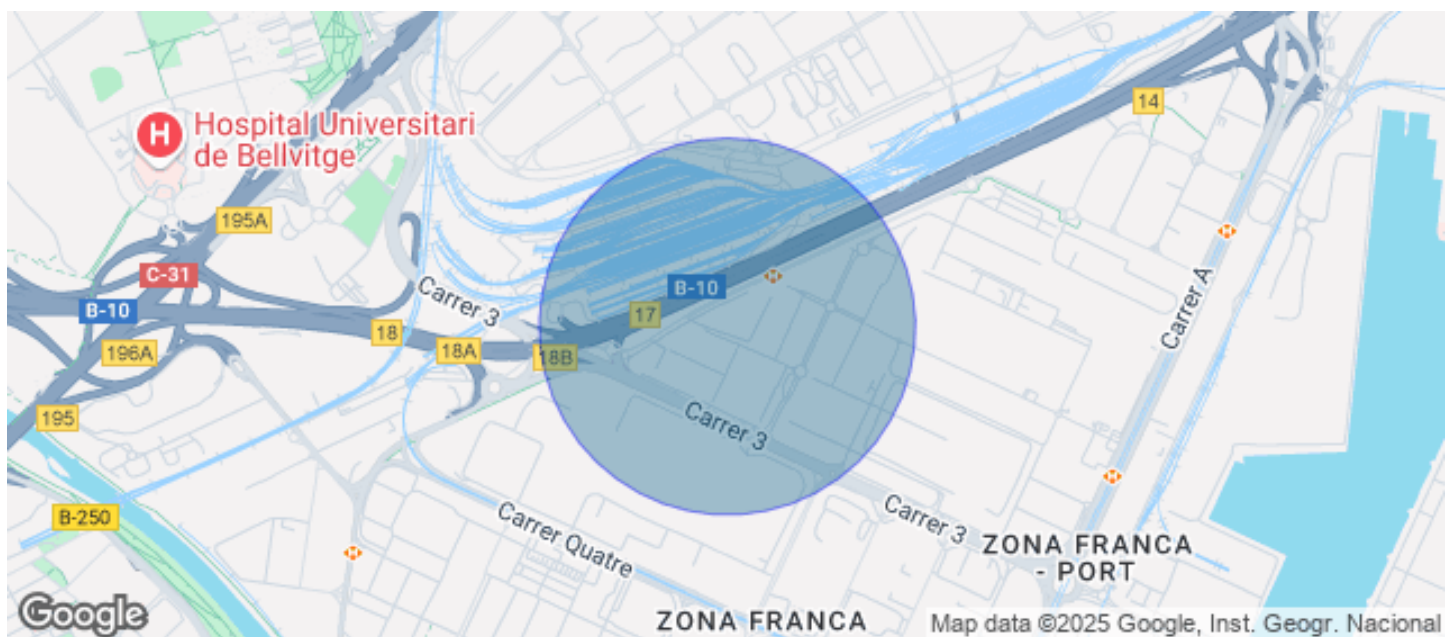 14
H
Hospital Universitari
de Bellvitge
195A
C-31
B-10
Carrer 3
B-10
17
Carrer A
18
18A
18B
196A
195
Carrer 3
B-250
Carrer Quatre
Carrer 3
ZONA FRANCA
- PORT
ZONA FRANCA
Google
Map data ©2025 Google, Inst. Geogr. Nacional